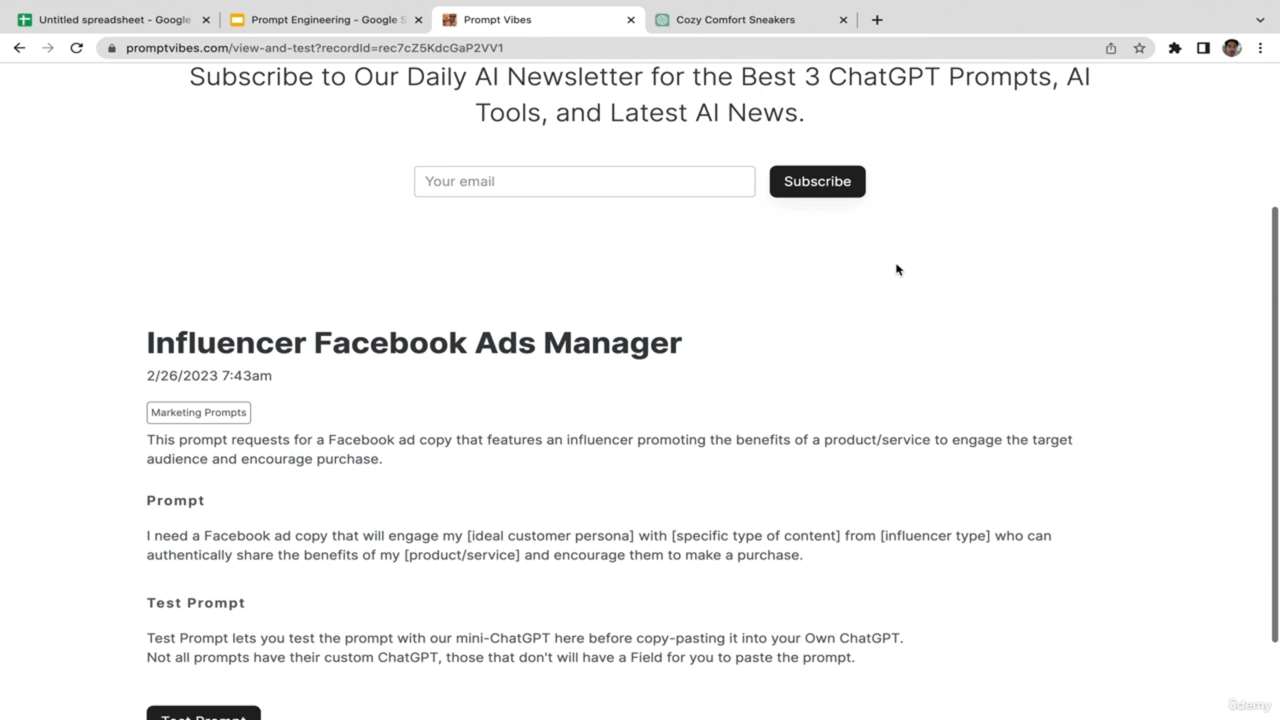 Untitled spreadsheet - Google
Prompt Engineering - Google S
Prompt Vibes
Cozy Comfort Sneakers
promptvibes.com/view-and-test?recordId=rec7cZ5KdcGaP2VV1
Subscribe to Our Daily AI Newsletter for the Best 3 ChatGPT Prompts, AI
Tools, and Latest AI News.
Your email
Subscribe
Influencer Facebook Ads Manager
2/26/2023 7:43am
Marketing Prompts
This prompt requests for a Facebook ad copy that features an influencer promoting the benefits of a product/service to engage the target
audience and encourage purchase.
Prompt
I need a Facebook ad copy that will engage my [ideal customer persona] with [specific type of content] from [influencer type] who can
authentically share the benefits of my [product/service] and encourage them to make a purchase.
Test Prompt
Test Prompt lets you test the prompt with our mini-ChatGPT here before copy-pasting it into your Own ChatGPT.
Not all prompts have their custom ChatGPT, those that don't will have a Field for you to paste the prompt.
Test Prompt
ûdemy